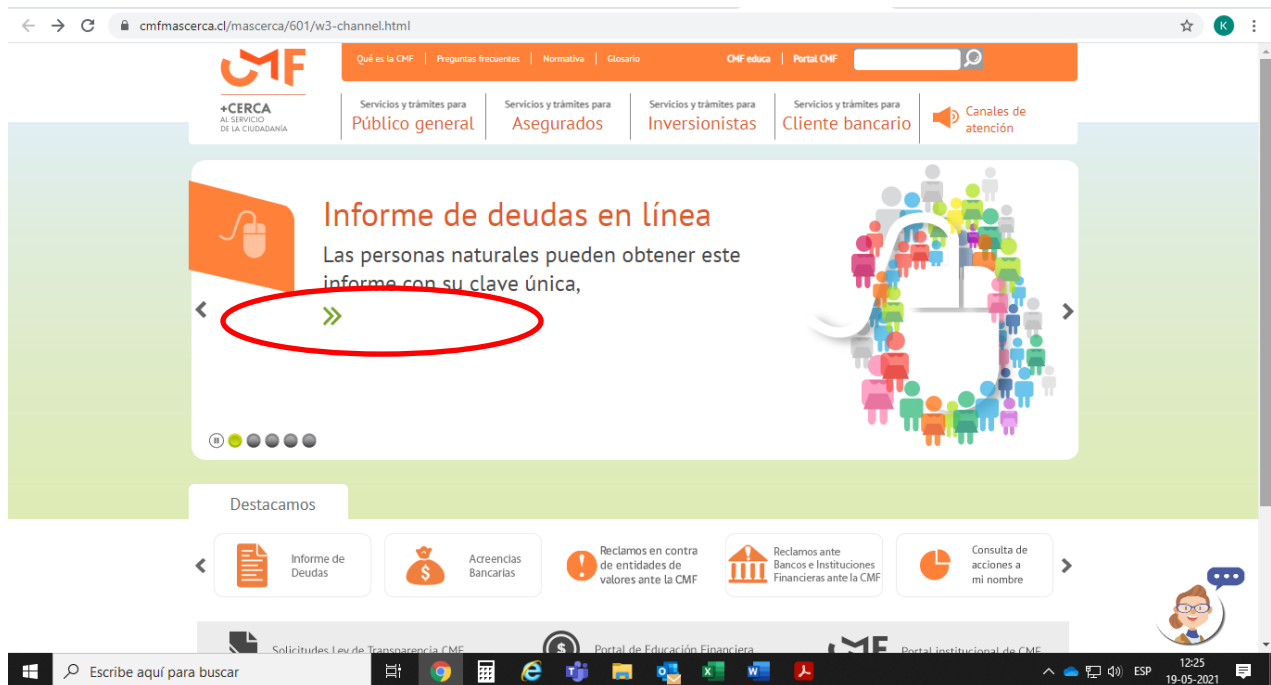 cmfmascerca.cl/mascerca/601/w3-channel.html
K
CMF
Qué es la CMF | Preguntas frecuentes | Normativa | Glosario
CMF educa | Portal CMF
+CERCA
AL SERVICIO
DE LA CIUDADANÍA
Servicios y trámites para
Público general
Servicios y trámites para
Asegurados
Servicios y trámites para
Inversionistas
Servicios y trámites para
Cliente bancario
Canales de
atención
Informe de deudas en línea
Las personas naturales pueden obtener este
informe con su clave única,
Destacamos
Informe de
Deudas
$
Acreencias
Bancarias
Reclamos en contra
de entidades de
valores ante la CMF
Reclamos ante
Bancos e Instituciones
Financieras ante la CMF
Consulta de
acciones a
mi nombre
Solicitudes Ley de Transparencia CMF
$
Portal de Educación Financiera
CMF
Portal institucional de CMF
Escribe aquí para buscar
ESP
12:25
19-05-2021